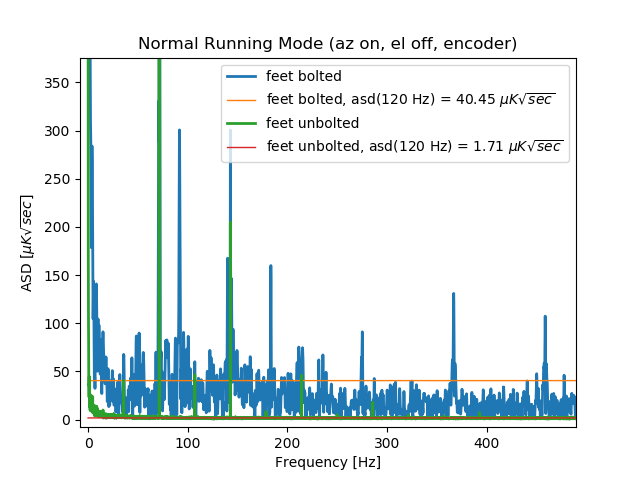 Normal Running Mode (az on, el off, encoder)
feet bolted
feet bolted, asd(120 Hz) = 40.45 μK√sec
feet unbolted
feet unbolted, asd(120 Hz) = 1.71 μK√sec
ASD [μK√sec]
350
300
250
200
150
100
50
0
0 100 200 300 400
Frequency [Hz]